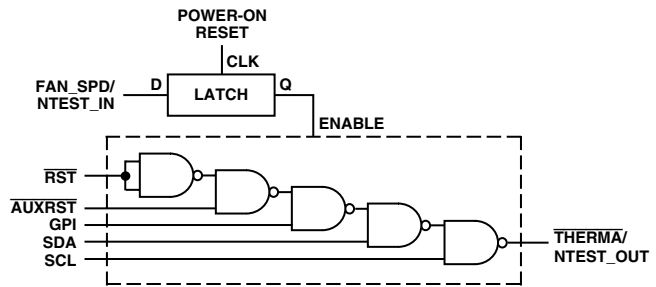 POWER-ON
RESET
CLK
FAN_SPD/
NTEST_IN
D
LATCH
Q
ENABLE
RST
AUXRST
GPI
SDA
SCL
THERMA/
NTEST_OUT